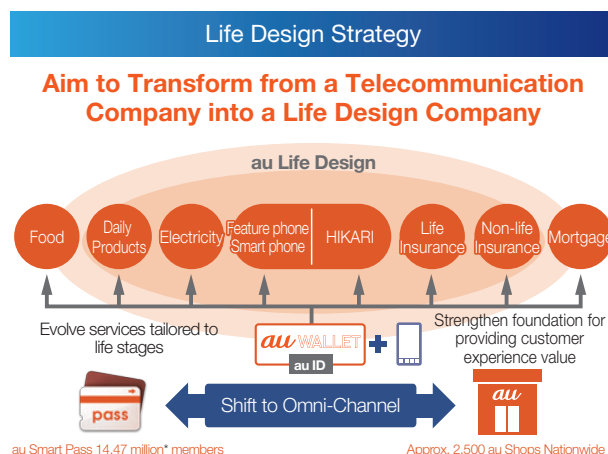 Life Design Strategy
Aim to Transform from a Telecommunication
Company into a Life Design Company
au Life Design
Food
Daily
Products
Electricity
Feature phone
Smart phone
HIKARI
Life
Insurance
Non-life
Insurance
Mortgage
Evolve services tailored to
life stages
au WALLET
au ID
Strengthen foundation for
providing customer
experience value
pass
Shift to Omni-Channel
au
au Smart Pass 14.47 million* members
Approx. 2,500 au Shops Nationwide